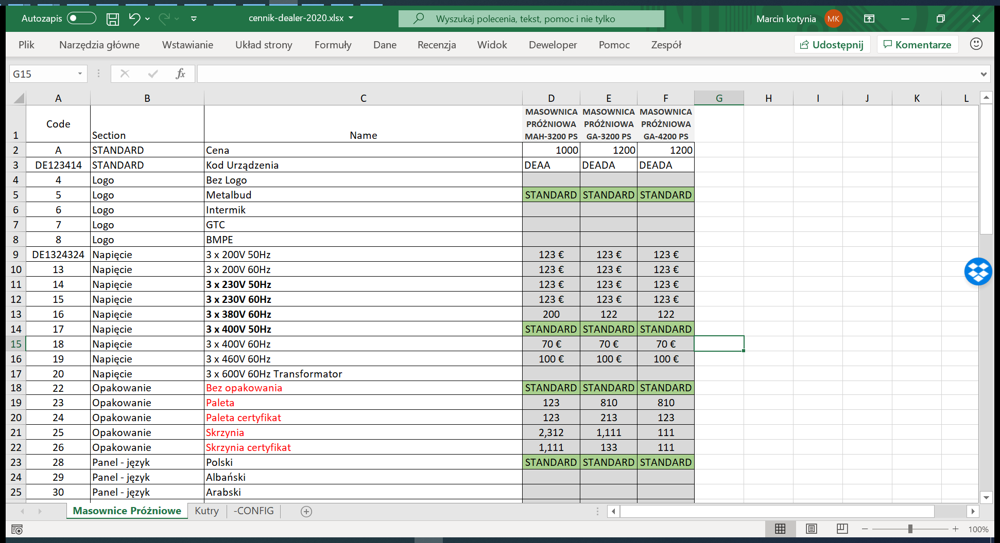 Autozapis
cennik-dealer-2020.xlsx
Wyszukaj polecenia, tekst, pomoc i nie tylko
Marcin kotynia MK
Plik Narzędzia główne Wstawianie Układ strony Formuły Dane Recenzja Widok Deweloper Pomoc Zespół Udostępnij Komentarze
G15 fx
A B C D E F G H I J K L
1 Code Section Name MASOWNICA PRÓŻNIOWA MAH-3200 PS MASOWNICA PRÓŻNIOWA GA-3200 PS MASOWNICA PRÓŻNIOWA GA-4200 PS
2 A STANDARD Cena 1000 1200 1200
3 DE123414 STANDARD Kod Urządzenia DEAA DEADA DEADA
4 4 Logo Bez Logo
5 5 Logo Metalbud STANDARD STANDARD STANDARD
6 6 Logo Intermik
7 7 Logo GTC
8 8 Logo BMPE
9 DE1324324 Napięcie 3 x 200V 50Hz 123 € 123 € 123 €
10 13 Napięcie 3 x 200V 60Hz 123 € 123 € 123 €
11 14 Napięcie 3 x 230V 50Hz 123 € 123 € 123 €
12 15 Napięcie 3 x 230V 60Hz 123 € 123 € 123 €
13 16 Napięcie 3 x 380V 60Hz 200 122 122
14 17 Napięcie 3 x 400V 50Hz STANDARD STANDARD STANDARD
15 18 Napięcie 3 x 400V 60Hz 70 € 70 € 70 €
16 19 Napięcie 3 x 460V 60Hz 100 € 100 € 100 €
17 20 Napięcie 3 x 600V 60Hz Transformator
18 22 Opakowanie Bez opakowania STANDARD STANDARD STANDARD
19 23 Opakowanie Paleta 123 810 810
20 24 Opakowanie Paleta certyfikat 123 213 123
21 25 Opakowanie Skrzynia 2,312 1,111 111
22 26 Opakowanie Skrzynia certyfikat 1,111 133 111
23 28 Panel - język Polski STANDARD STANDARD STANDARD
24 29 Panel - język Albański
25 30 Panel - język Arabski
Masownice Próżniowe Kutry -CONFIG
100%